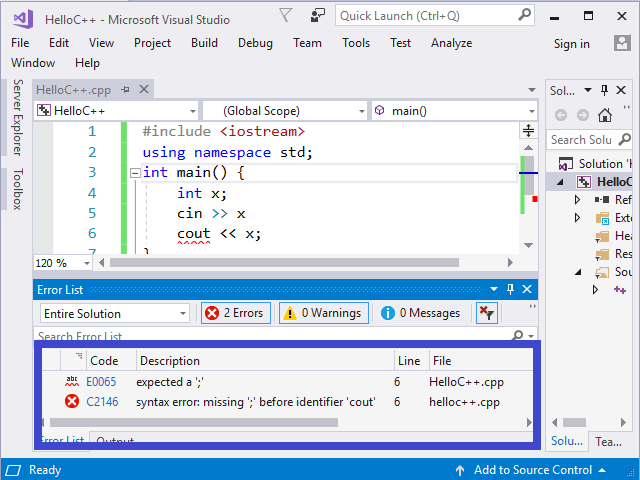 HelloC++ - Microsoft Visual Studio
Quick Launch (Ctrl+Q)
File Edit View Project Build Debug Team Tools Test Analyze Sign in
Window Help
Server Explorer
Toolbox
HelloC++.cpp
HelloC++ (Global Scope) main()
1 #include <iostream>
2 using namespace std;
3 int main() {
4 int x;
5 cin >> x
6 cout << x;
7 }
120 %
Sol...
Search Solu
Solution 'H
HelloC
Ref
Exte
Hea
Res
Sou
++
Error List
Entire Solution 2 Errors 0 Warnings 0 Messages
Search Error List
Code Description Line File
abc E0065 expected a ';' 6 HelloC++.cpp
C2146 syntax error: missing ';' before identifier 'cout' 6 helloc++.cpp
Error List Output
Solu... Tea...
Ready Add to Source Control